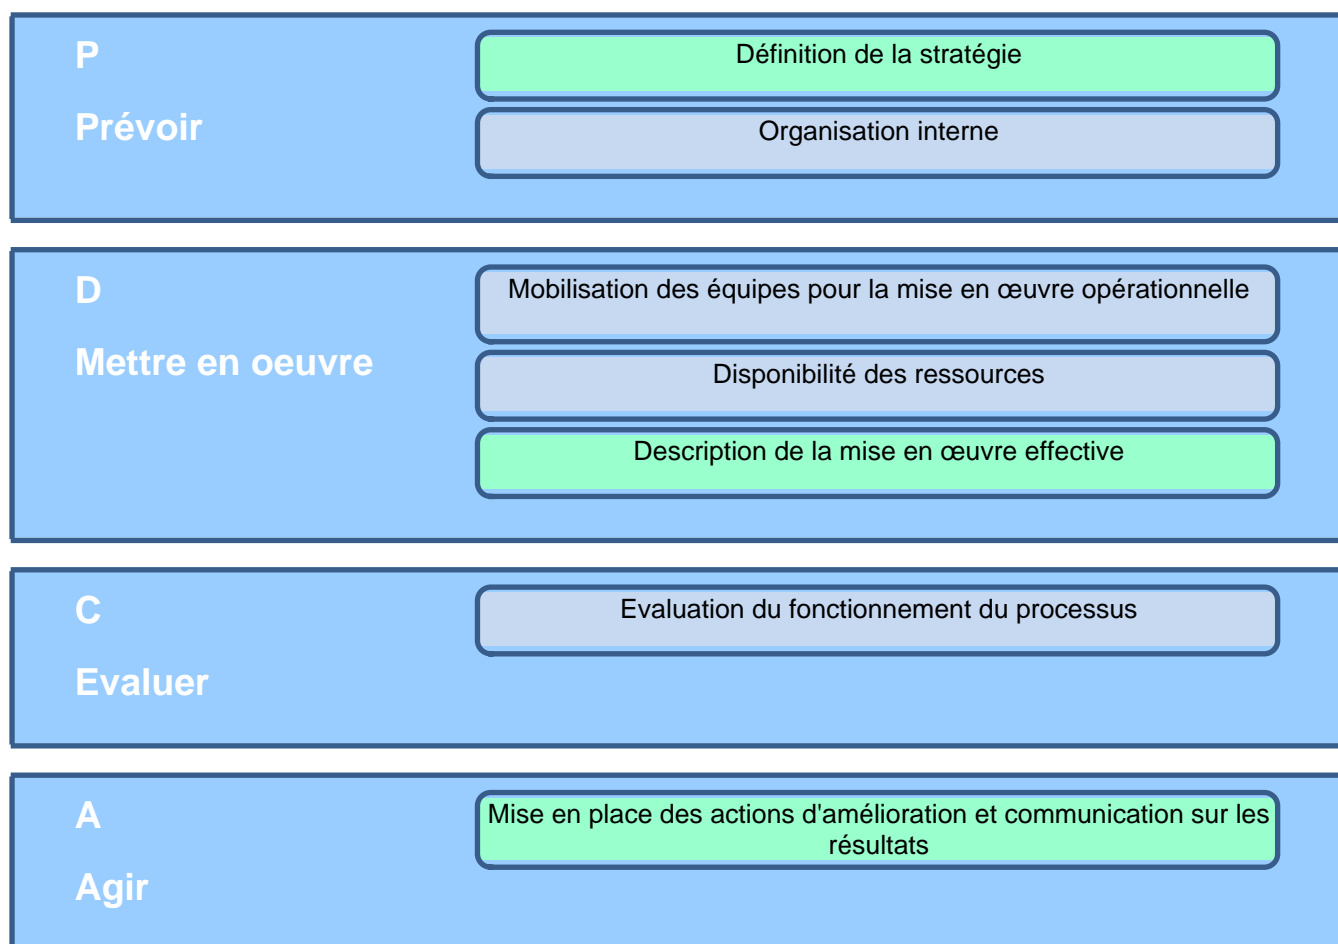 P
Prévoir
Définition de la stratégie
Organisation interne
D
Mettre en oeuvre
Mobilisation des équipes pour la mise en œuvre opérationnelle
Disponibilité des ressources
Description de la mise en œuvre effective
C
Evaluer
Evaluation du fonctionnement du processus
A
Agir
Mise en place des actions d'amélioration et communication sur les
résultats